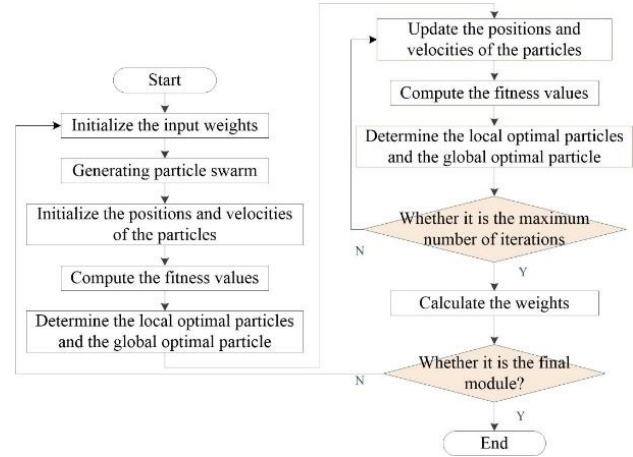 Start
Initialize the input weights
Generating particle swarm
Initialize the positions and velocities
of the particles
Compute the fitness values
Determine the local optimal particles
and the global optimal particle
Update the positions and
velocities of the particles
Compute the fitness values
Determine the local optimal particles
and the global optimal particle
Whether it is the maximum
number of iterations
N
Y
Calculate the weights
Whether it is the final
module?
N
Y
End